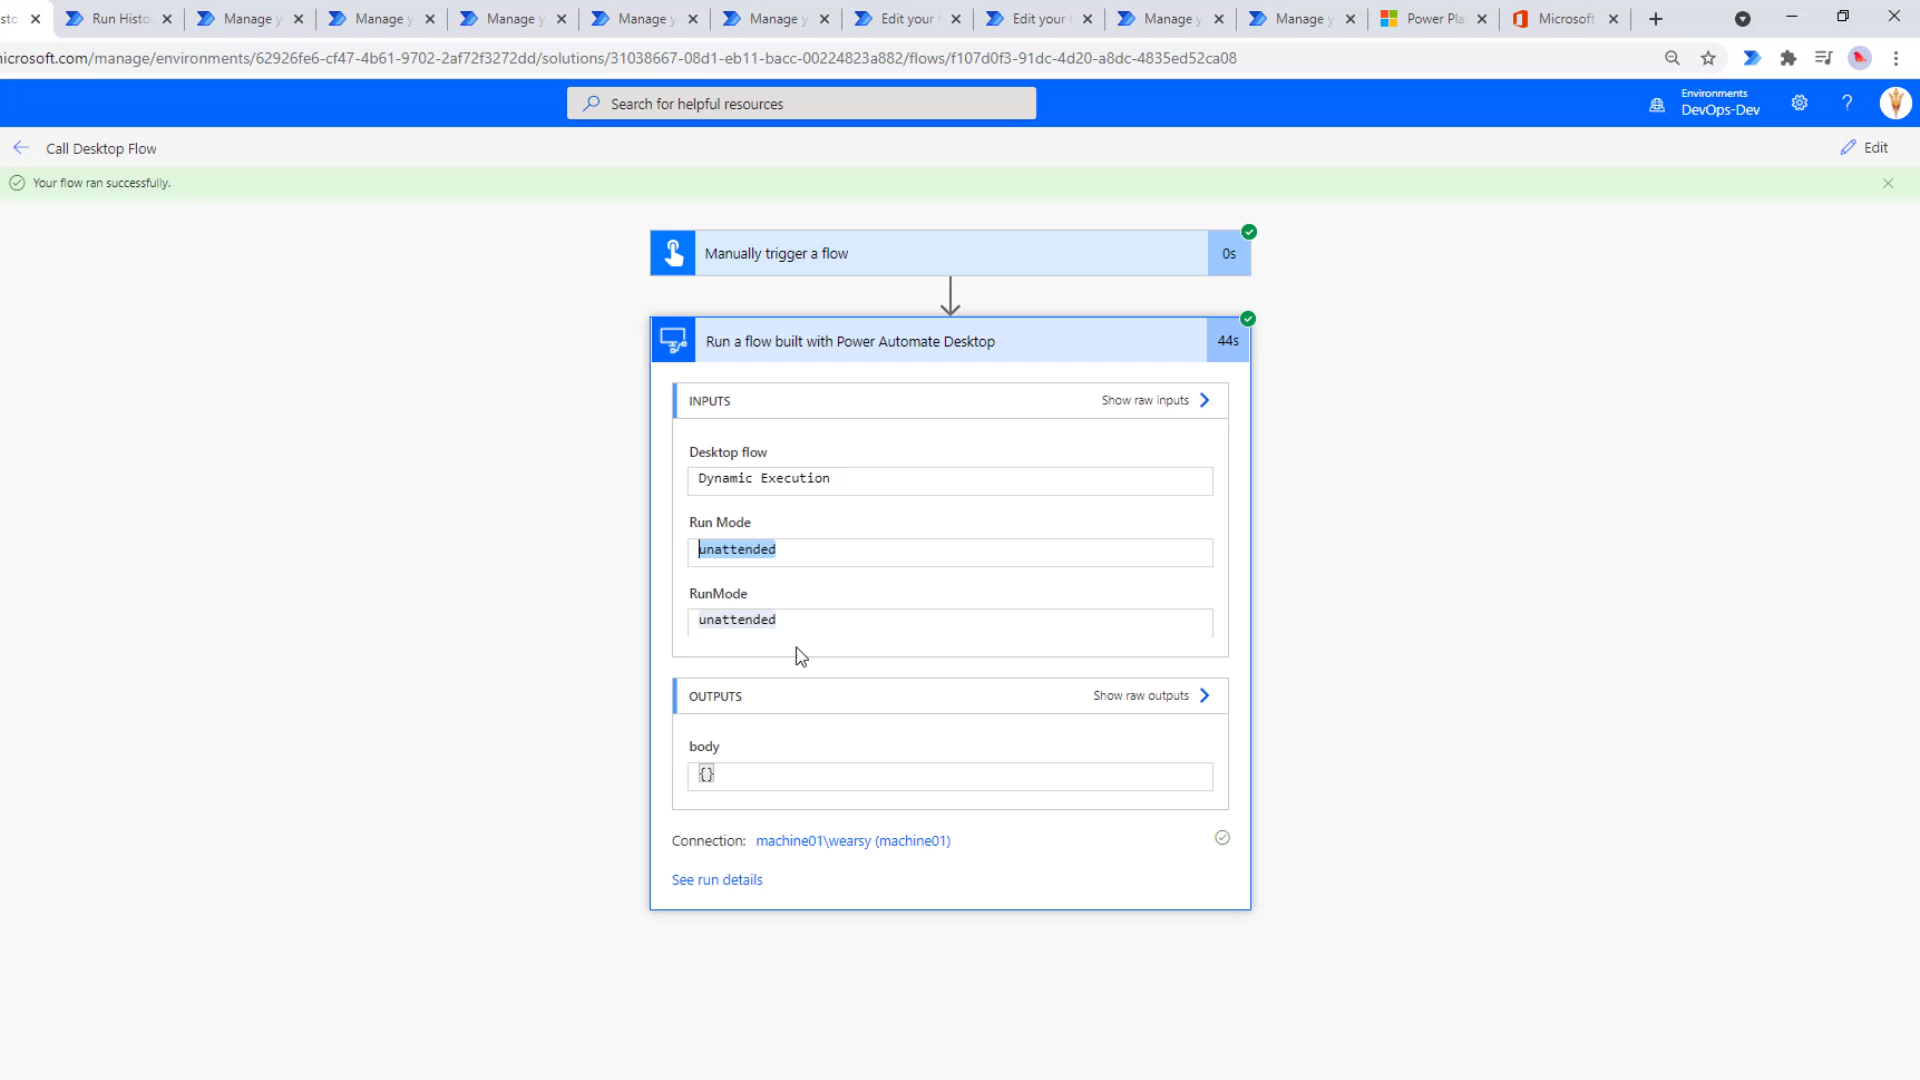 sto
Run Histo
Manage y
Manage y
Manage y
Manage y
Manage y
Edit your
Edit your
Manage y
Manage y
Power Pla
Microsoft
icrosoft.com/manage/environments/62926fe6-cf47-4b61-9702-2af72f3272dd/solutions/31038667-08d1-eb11-bacc-00224823a882/flows/f107d0f3-91dc-4d20-a8dc-4835ed52ca08
Search for helpful resources
Environments
DevOps-Dev
Call Desktop Flow
Edit
Your flow ran successfully.
Manually trigger a flow
0s
Run a flow built with Power Automate Desktop
44s
INPUTS
Show raw inputs
Desktop flow
Dynamic Execution
Run Mode
unattended
RunMode
unattended
OUTPUTS
Show raw outputs
body
{}
Connection: machine01\wearsy (machine01)
See run details